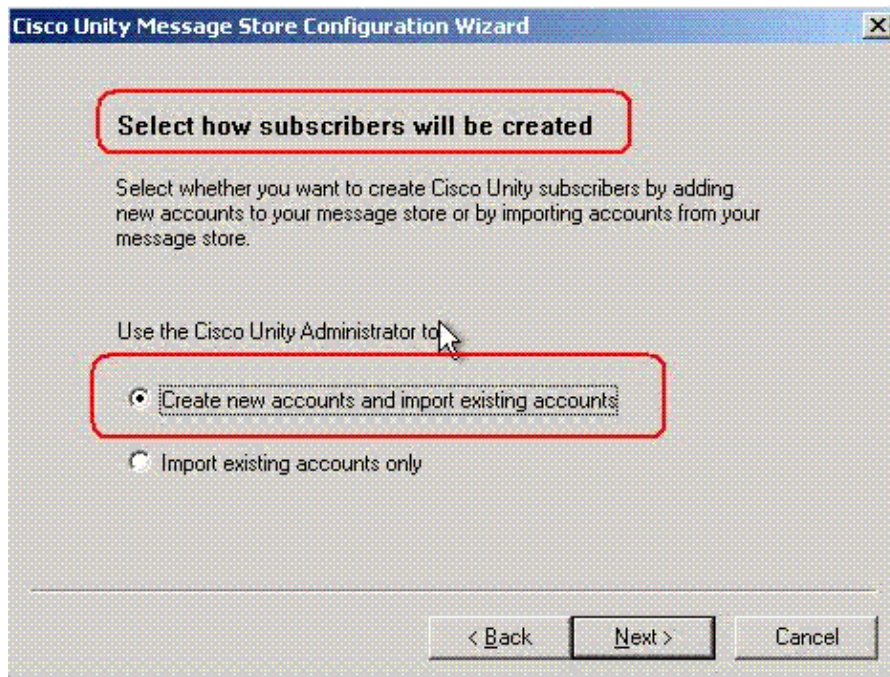 Cisco Unity Message Store Configuration Wizard
Select how subscribers will be created
Select whether you want to create Cisco Unity subscribers by adding
new accounts to your message store or by importing accounts from your
message store.
Use the Cisco Unity Administrator to
Create new accounts and import existing accounts
Import existing accounts only
< Back
Next >
Cancel